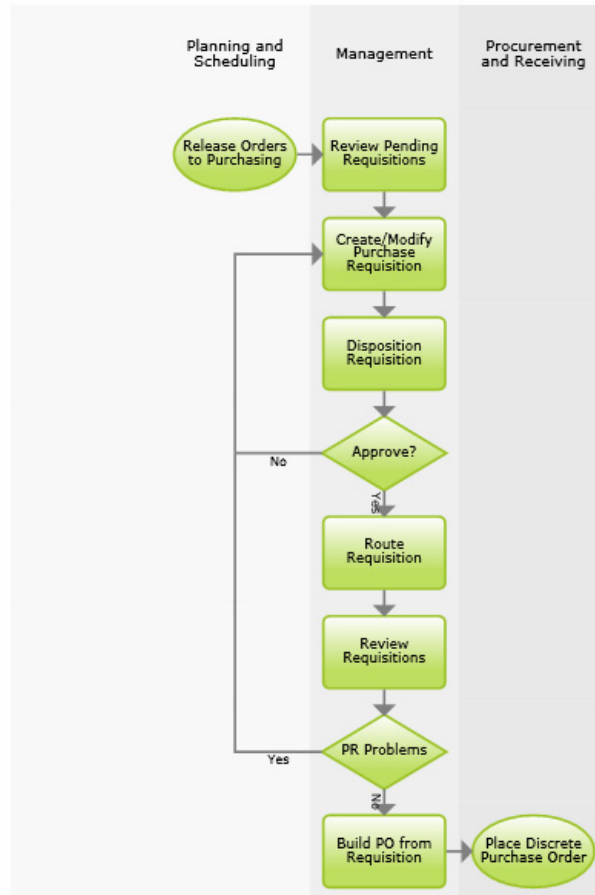 Planning and
Scheduling
Management
Procurement
and Receiving
Release Orders
to Purchasing
Review Pending
Requisitions
Create/Modify
Purchase
Requisition
Disposition
Requisition
Approve?
No
Yes
Route
Requisition
Review
Requisitions
PR Problems
Yes
No
Build PO from
Requisition
Place Discrete
Purchase Order